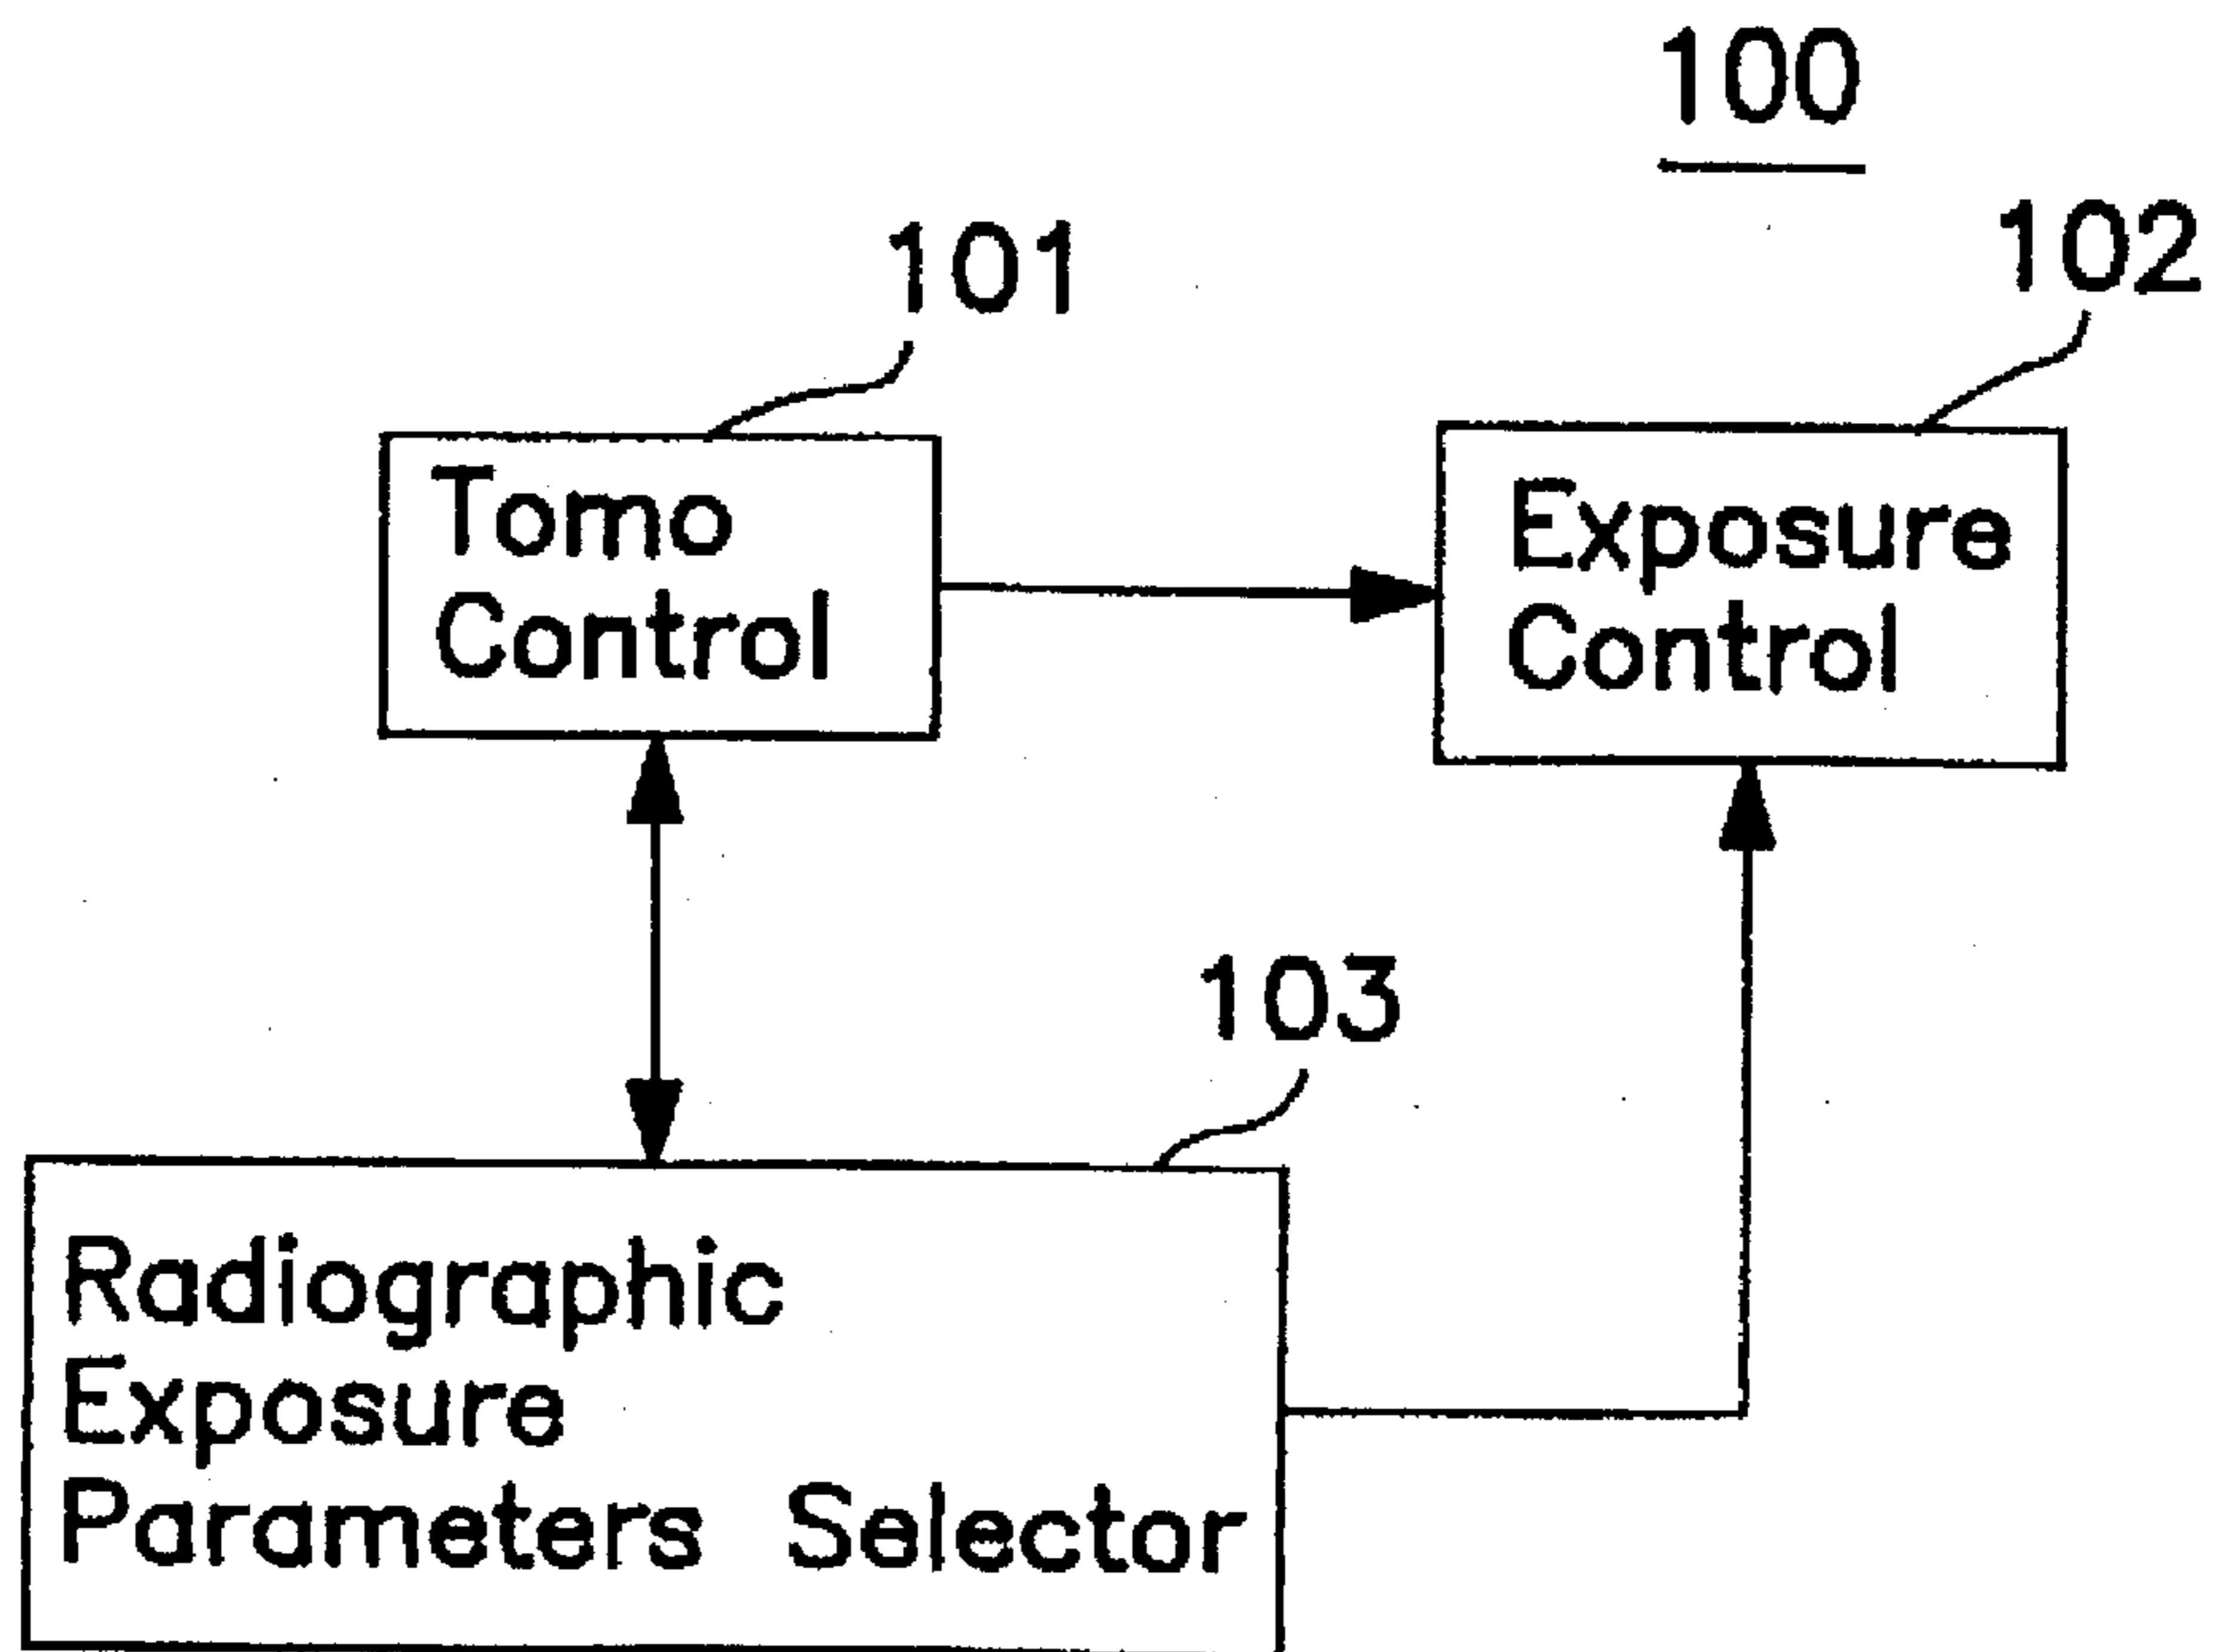 100
101
102
Tomo
Control
Exposure
Control
103
Radiographic
Exposure
Parameters Selector